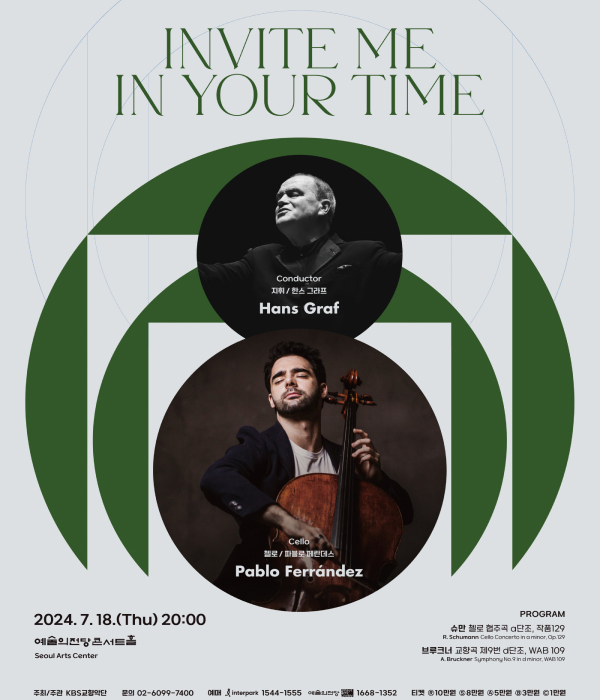 INVITE ME
IN YOUR TIME
Conductor
지휘 / 한스 그라프
Hans Graf
Cello
첼로 / 파블로 페란데스
Pablo Ferrández
2024. 7. 18.(Thu) 20:00
예술의전당콘서트홀
Seoul Arts Center
PROGRAM
슈만 첼로 협주곡 a단조, 작품129
R. Schumann Cello Concerto in a minor, Op.129
브루크너 교향곡 제9번 d단조, WAB 109
A. Bruckner Symphony No.9 in d minor, WAB 109
주최/주관 KBS교향악단 문의 02-6099-7400 예매 interpark 1544-1555 예술의전당 1668-1352 티켓 Ⓡ10만원 Ⓢ8만원 Ⓐ5만원 Ⓑ3만원 Ⓒ1만원